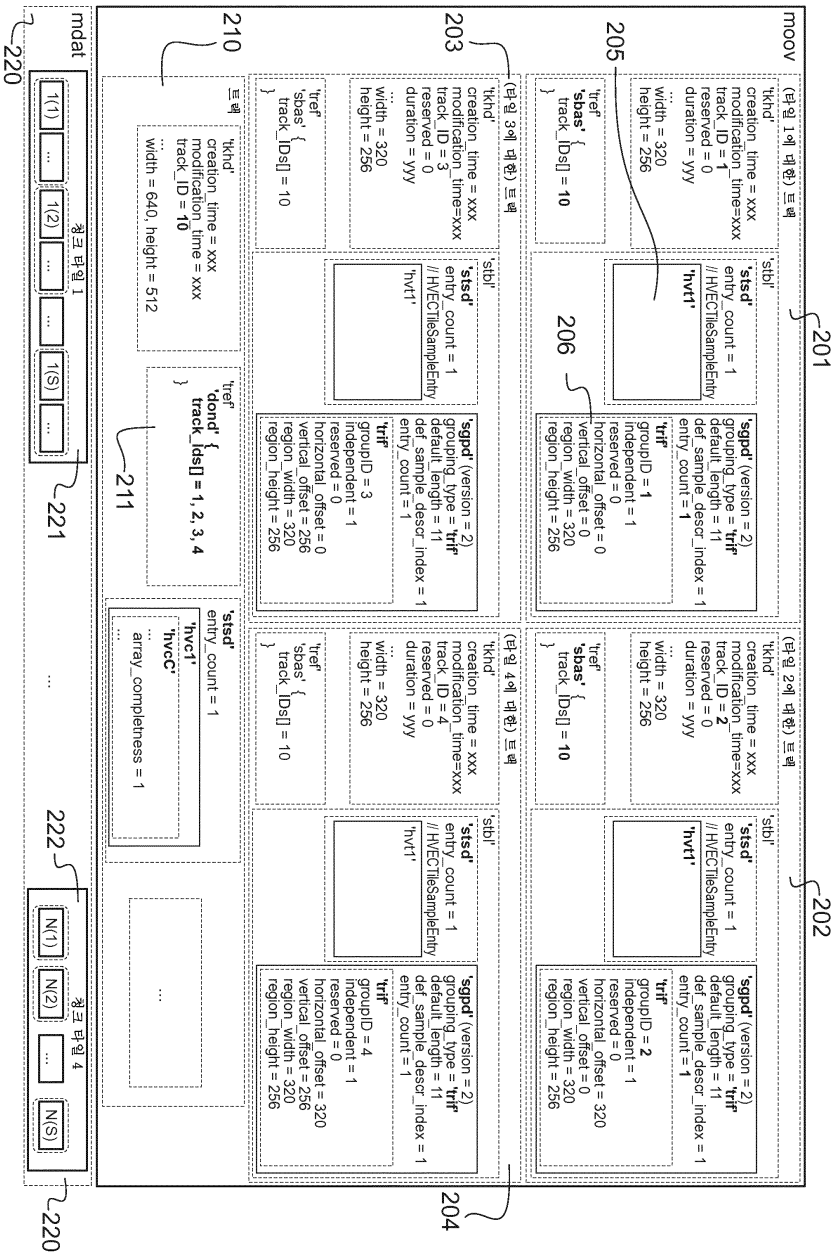 moov
201
202
(타일 1에 대한) 트랙
'tkhd'
creation_time = xxx
modification_time=xxx
track_ID = 1
reserved = 0
duration = yyy
...
width = 320
height = 256
'tref'
'sbas' {
track_IDs[] = 10
}
'stbl'
'stsd'
entry_count = 1
// HVECTileSampleEntry
'hvt1'
205
'sgpd' (version = 2)
grouping_type = 'trif'
default_length = 11
def_sample_descr_index = 1
entry_count = 1
'trif'
groupID = 1
independent = 1
reserved = 0
horizontal_offset = 0
vertical_offset = 0
region_width = 320
region_height = 256
206
(타일 2에 대한) 트랙
'tkhd'
creation_time = xxx
modification_time=xxx
track_ID = 2
reserved = 0
duration = yyy
...
width = 320
height = 256
'tref'
'sbas' {
track_IDs[] = 10
}
'stbl'
'stsd'
entry_count = 1
// HVECTileSampleEntry
'hvt1'
'sgpd' (version = 2)
grouping_type = 'trif'
default_length = 11
def_sample_descr_index = 1
entry_count = 1
'trif'
groupID = 2
independent = 1
reserved = 0
horizontal_offset = 320
vertical_offset = 0
region_width = 320
region_height = 256
203
(타일 3에 대한) 트랙
'tkhd'
creation_time = xxx
modification_time=xxx
track_ID = 3
reserved = 0
duration = yyy
...
width = 320
height = 256
'tref'
'sbas' {
track_IDs[] = 10
}
'stbl'
'stsd'
entry_count = 1
// HVECTileSampleEntry
'hvt1'
'sgpd' (version = 2)
grouping_type = 'trif'
default_length = 11
def_sample_descr_index = 1
entry_count = 1
'trif'
groupID = 3
independent = 1
reserved = 0
horizontal_offset = 0
vertical_offset = 256
region_width = 320
region_height = 256
(타일 4에 대한) 트랙
'tkhd'
creation_time = xxx
modification_time=xxx
track_ID = 4
reserved = 0
duration = yyy
...
width = 320
height = 256
'tref'
'sbas' {
track_IDs[] = 10
}
'stbl'
'stsd'
entry_count = 1
// HVECTileSampleEntry
'hvt1'
'sgpd' (version = 2)
grouping_type = 'trif'
default_length = 11
def_sample_descr_index = 1
entry_count = 1
'trif'
groupID = 4
independent = 1
reserved = 0
horizontal_offset = 320
vertical_offset = 256
region_width = 320
region_height = 256
204
210
트랙
'tkhd'
creation_time = xxx
modification_time = xxx
track_ID = 10
...
width = 640, height = 512
'tref'
'dond' {
track_Ids[] = 1, 2, 3, 4
}
211
'stsd'
entry_count = 1
'hvc1'
'hvcC'
...
array_completness = 1
...
...
mdat
220
청크 타일 1
1(1)
...
1(2)
...
...
1(S)
...
221
...
222
청크 타일 4
N(1)
N(2)
...
N(S)
220